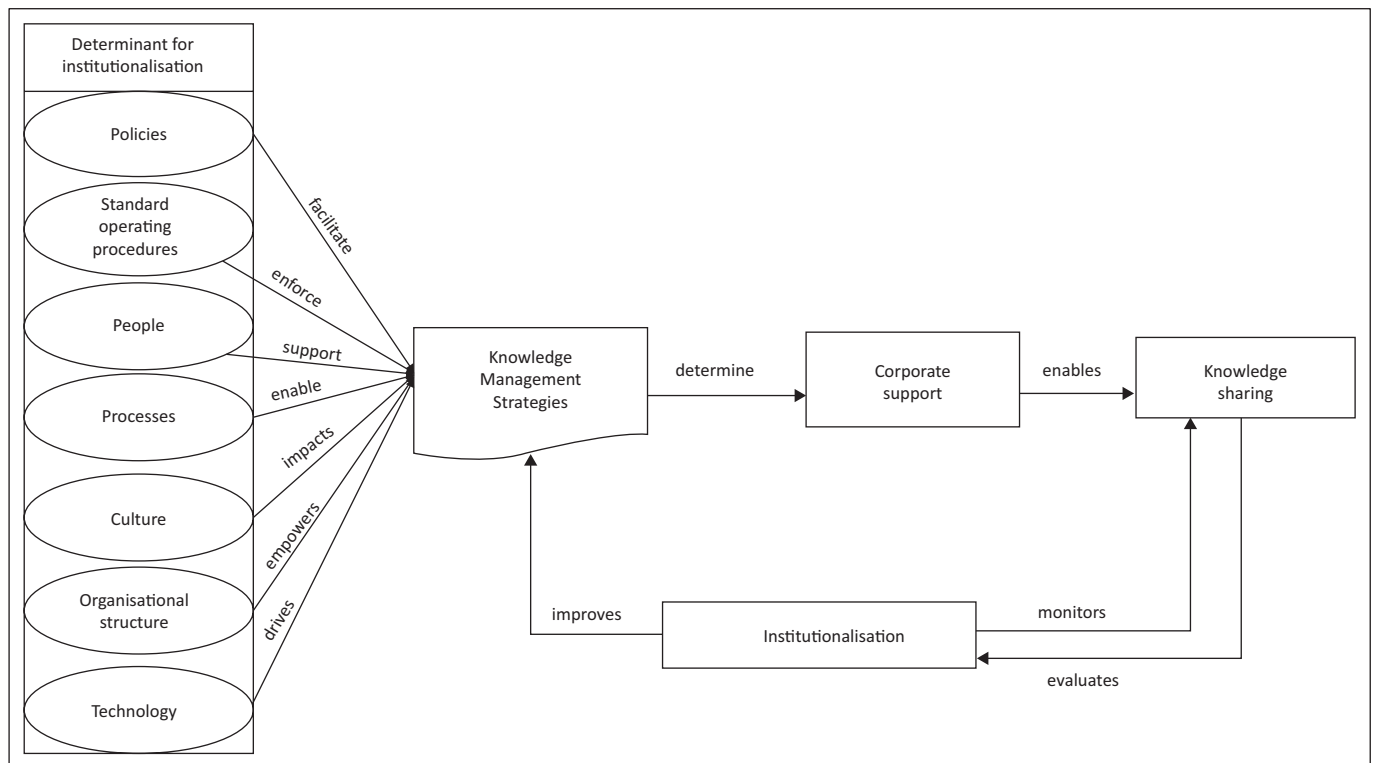 Determinant for
institutionalisation
Policies
Standard
operating
procedures
People
Processes
Culture
Organisational
structure
Technology
facilitate
enforce
support
enable
impacts
empowers
drives
Knowledge
Management
Strategies
determine
Corporate
support
enables
Knowledge
sharing
improves
Institutionalisation
monitors
evaluates